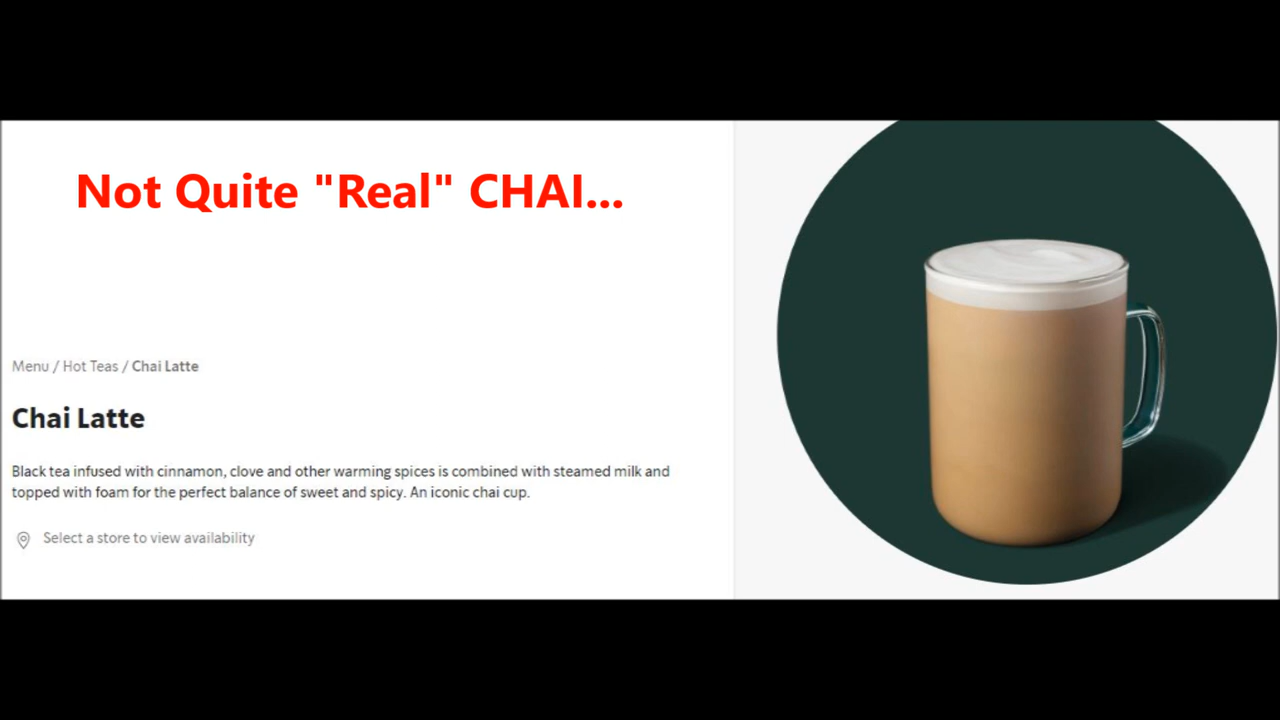 Not Quite "Real" CHAI...
Menu / Hot Teas / Chai Latte
Chai Latte
Black tea infused with cinnamon, clove and other warming spices is combined with steamed milk and
topped with foam for the perfect balance of sweet and spicy. An iconic chai cup.
Select a store to view availability